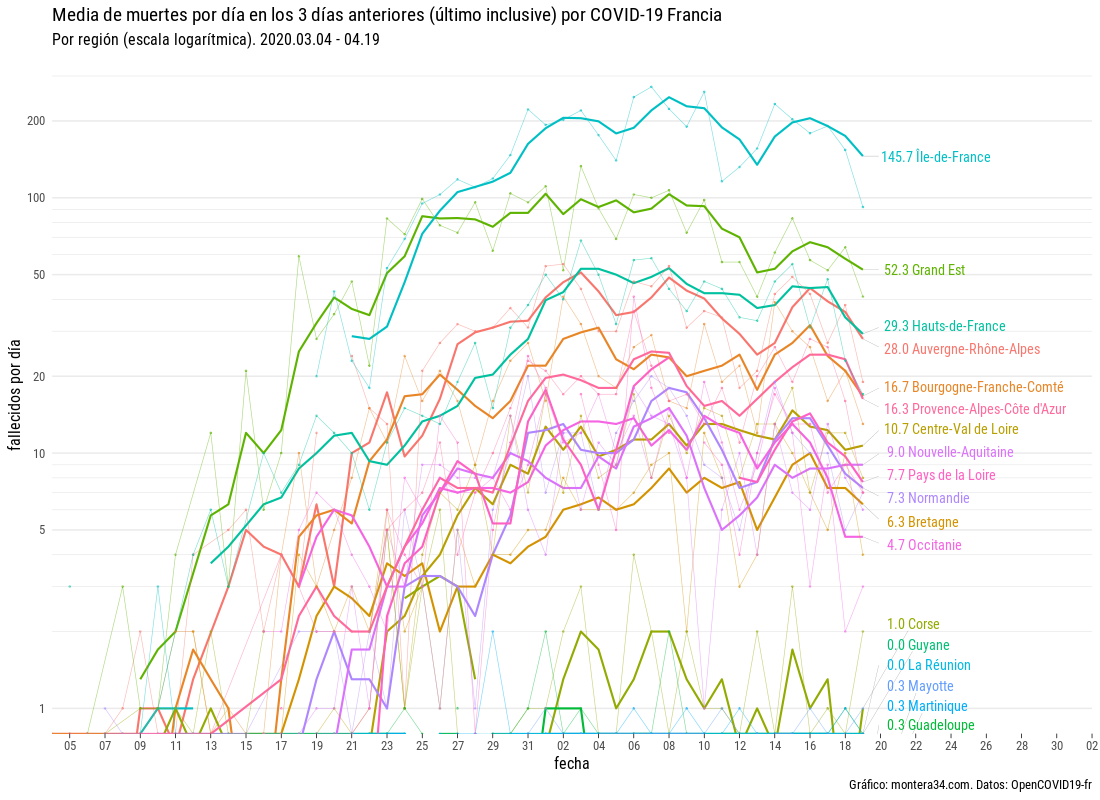 Media de muertes por día en los 3 días anteriores (último inclusive) por COVID-19 Francia
Por región (escala logarítmica). 2020.03.04 - 04.19
fallecidos por día
200
100
50
20
10
5
1
145.7 Île-de-France
52.3 Grand Est
29.3 Hauts-de-France
28.0 Auvergne-Rhône-Alpes
16.7 Bourgogne-Franche-Comté
16.3 Provence-Alpes-Côte d'Azur
10.7 Centre-Val de Loire
9.0 Nouvelle-Aquitaine
7.7 Pays de la Loire
7.3 Normandie
6.3 Bretagne
4.7 Occitanie
1.0 Corse
0.0 Guyane
0.0 La Réunion
0.3 Mayotte
0.3 Martinique
0.3 Guadeloupe
05 07 09 11 13 15 17 19 21 23 25 27 29 31 02 04 06 08 10 12 14 16 18 20 22 24 26 28 30 02
fecha
Gráfico: montera34.com. Datos: OpenCOVID19-fr